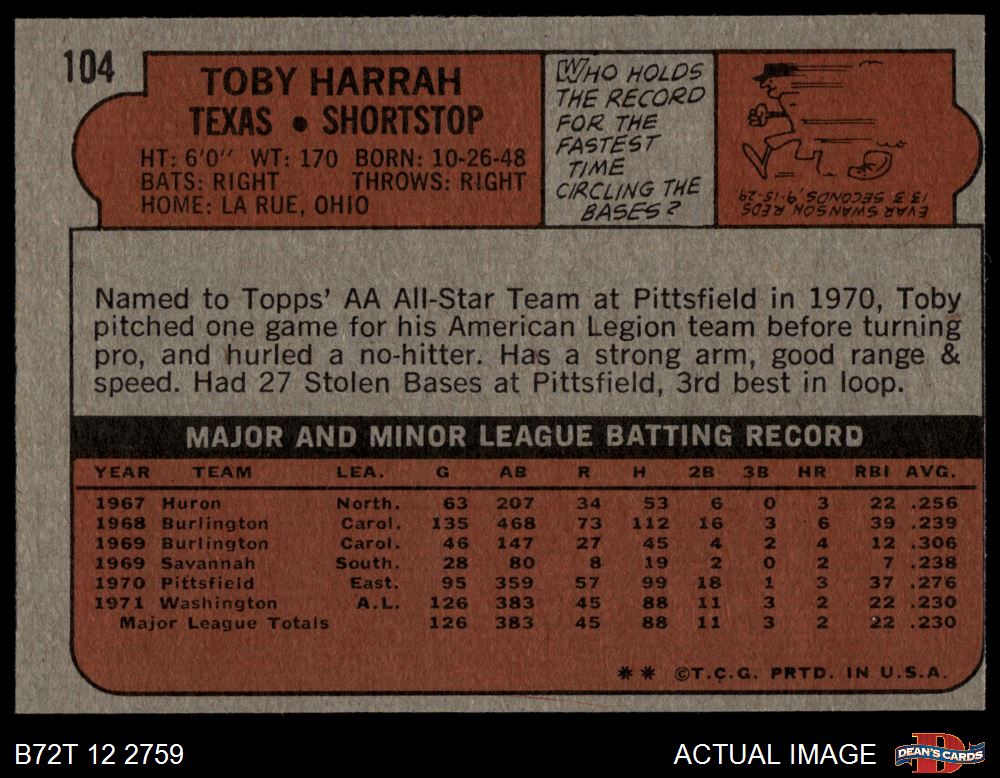 104
TOBY HARRAH
TEXAS • SHORTSTOP
HT: 6'0" WT: 170 BORN: 10-26-48
BATS: RIGHT THROWS: RIGHT
HOME: LA RUE, OHIO
WHO HOLDS
THE RECORD
FOR THE
FASTEST
TIME
CIRCLING THE
BASES?
EVAR SWANSON REDS
13.3 SECONDS, 9-15-29
Named to Topps' AA All-Star Team at Pittsfield in 1970, Toby
pitched one game for his American Legion team before turning
pro, and hurled a no-hitter. Has a strong arm, good range &
speed. Had 27 Stolen Bases at Pittsfield, 3rd best in loop.
MAJOR AND MINOR LEAGUE BATTING RECORD
YEAR TEAM LEA. G AB R H 2B 3B HR RBI AVG.
1967 Huron North. 63 207 34 53 6 0 3 22 .256
1968 Burlington Carol. 135 468 73 112 16 3 6 39 .239
1969 Burlington Carol. 46 147 27 45 4 2 4 12 .306
1969 Savannah South. 28 80 8 19 2 0 2 7 .238
1970 Pittsfield East. 95 359 57 99 18 1 3 37 .276
1971 Washington A.L. 126 383 45 88 11 3 2 22 .230
Major League Totals 126 383 45 88 11 3 2 22 .230
** ©T.C.G. PRTD. IN U.S.A.
B72T 12 2759
ACTUAL IMAGE
DEAN'S CARDS